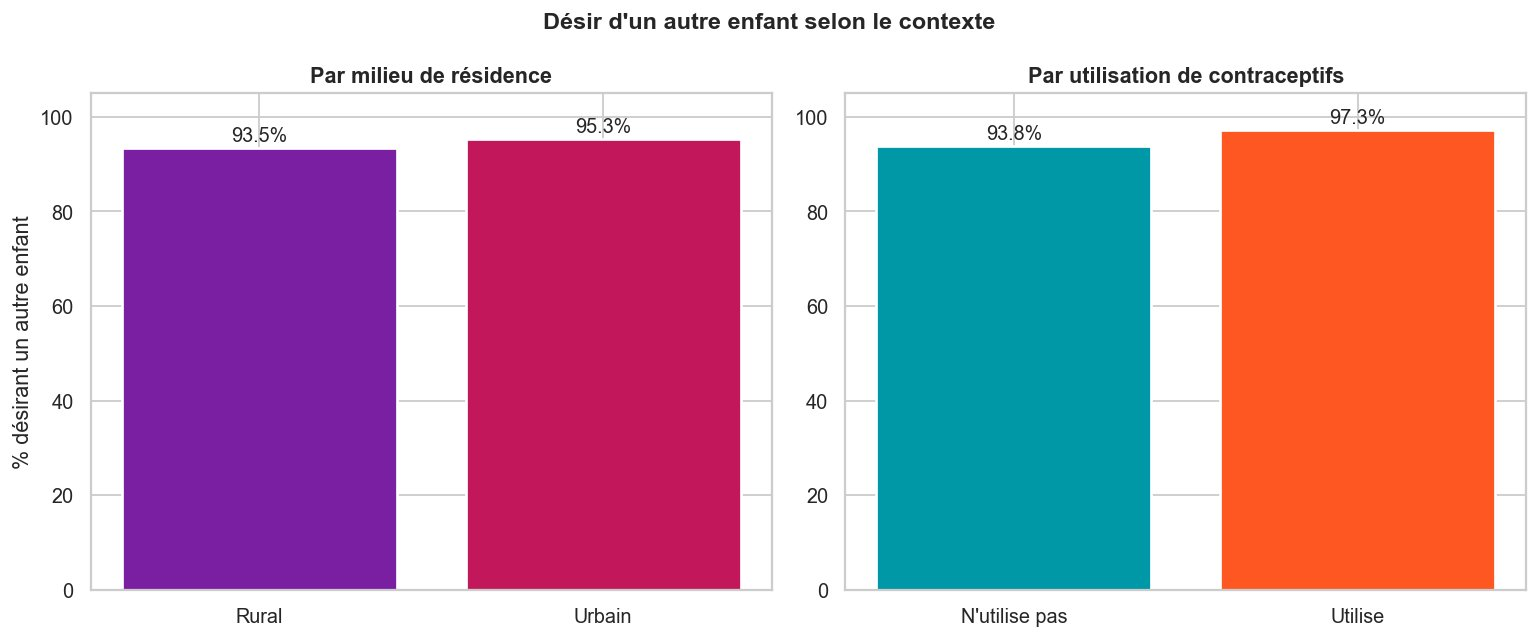 Désir d'un autre enfant selon le contexte
Par milieu de résidence
% désirant un autre enfant
100
80
60
40
20
0
93.5%
95.3%
Rural
Urbain
Par utilisation de contraceptifs
100
80
60
40
20
0
93.8%
97.3%
N'utilise pas
Utilise